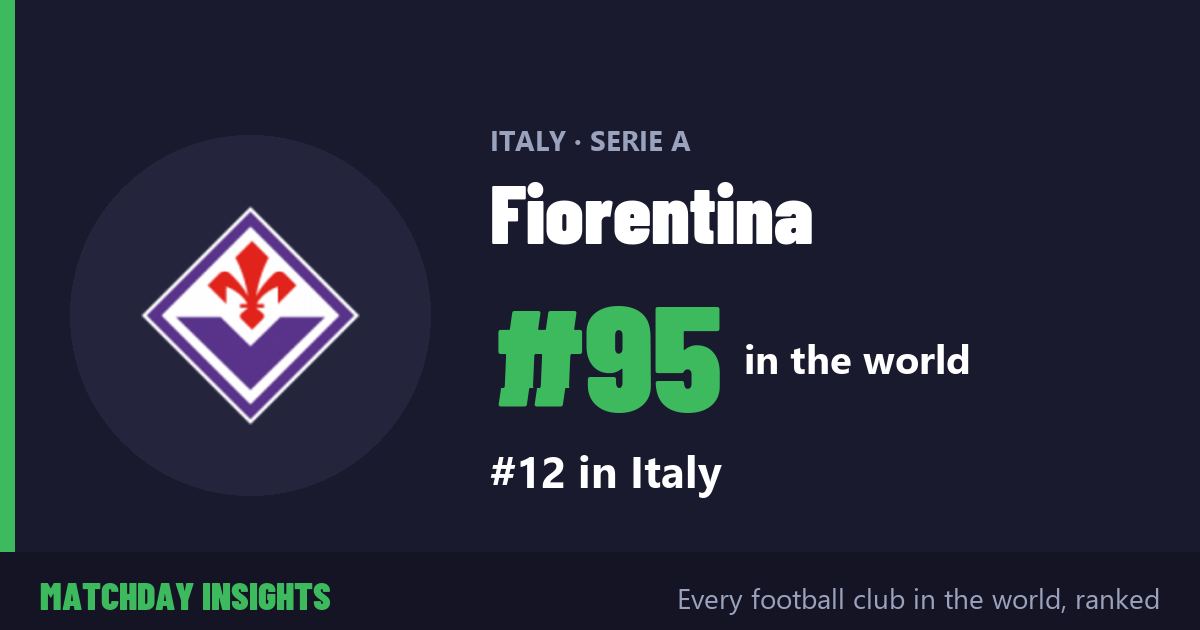 ITALY · SERIE A
Fiorentina
#95 in the world
#12 in Italy
MATCHDAY INSIGHTS
Every football club in the world, ranked